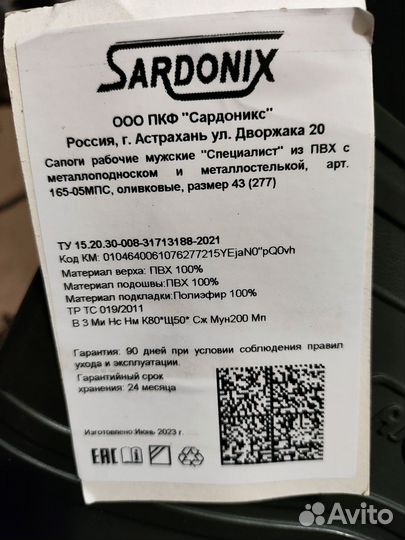 SARDONIX
ООО ПКФ "Сардоникс"
Россия, г. Астрахань ул. Дворжака 20
Сапоги рабочие мужские "Специалист" из ПВХ с
металлоподноском и металлостелькой, арт.
165-05МПС, оливковые, размер 43 (277)
ТУ 15.20.30-008-31713188-2021
Код КМ: 0104640061076277215YEjaN0"pQ0vh
Материал верха: ПВХ 100%
Материал подошвы:ПВХ 100%
Материал подкладки:Полиэфир 100%
ТР ТС 019/2011
В З Ми Нс Нм К80*Щ50* Сж Мун200 Мп
Гарантия: 90 дней при условии соблюдения правил
ухода и эксплуатации.
Гарантийный срок
хранения: 24 месяца
Изготовлено:Июнь 2023 г.
EAC
Avito